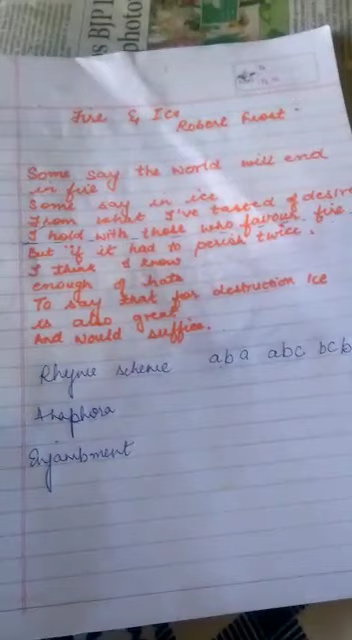 s BJP
photo
Fire & Ice
Robert Frost
Some say the world will end
in fire
Some say in ice
From what I've tasted of desire
I hold with those who favour fire
But if it had to perish twice,
I think I know
enough of hate
To say that for destruction Ice
is also great
And would suffice.
Rhyme scheme aba abc bcb
Anaphora
Enjambment